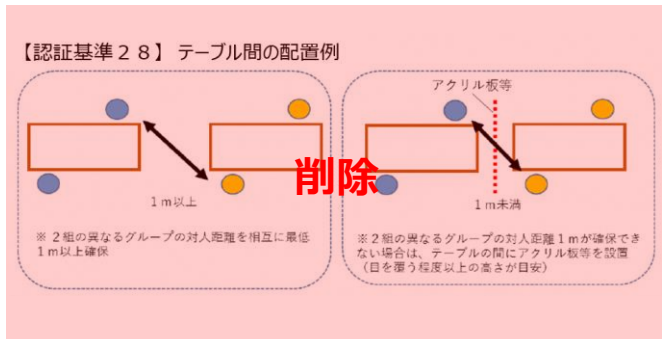 【認証基準２８】 テーブル間の配置例
１ｍ以上
※ ２組の異なるグループの対人距離を相互に最低
１ｍ以上確保
削除
アクリル板等
１ｍ未満
※２組の異なるグループの対人距離１ｍが確保でき
ない場合は、テーブルの間にアクリル板等を設置
（目を覆う程度以上の高さが目安）